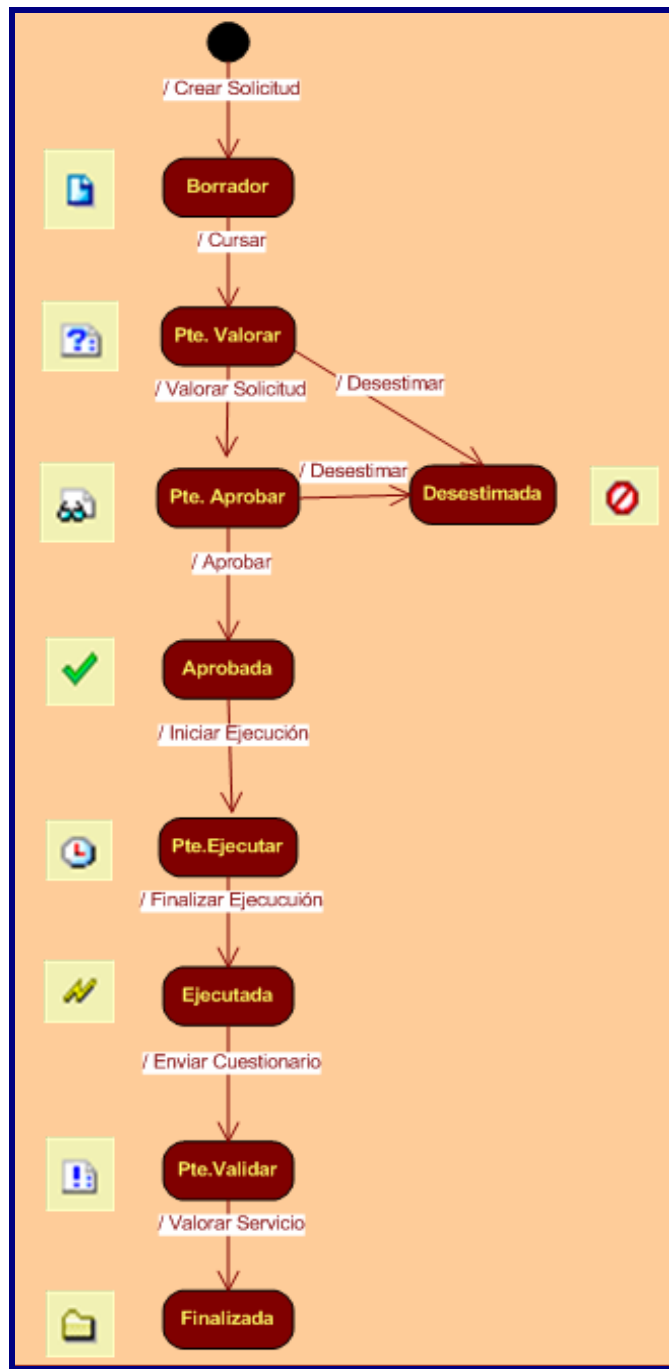 / Crear Solicitud
Borrador
/ Cursar
Pte. Valorar
/ Valorar Solicitud
/ Desestimar
/ Desestimar
Pte. Aprobar
Desestimada
/ Aprobar
Aprobada
/ Iniciar Ejecución
Pte.Ejecutar
/ Finalizar Ejecucuión
Ejecutada
/ Enviar Cuestionario
Pte.Validar
/ Valorar Servicio
Finalizada